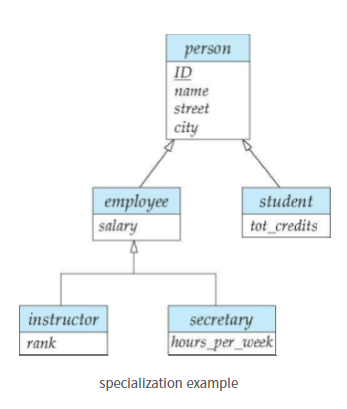 person
ID
name
street
city
employee
salary
student
tot_credits
instructor
rank
secretary
hours_per_week
specialization example